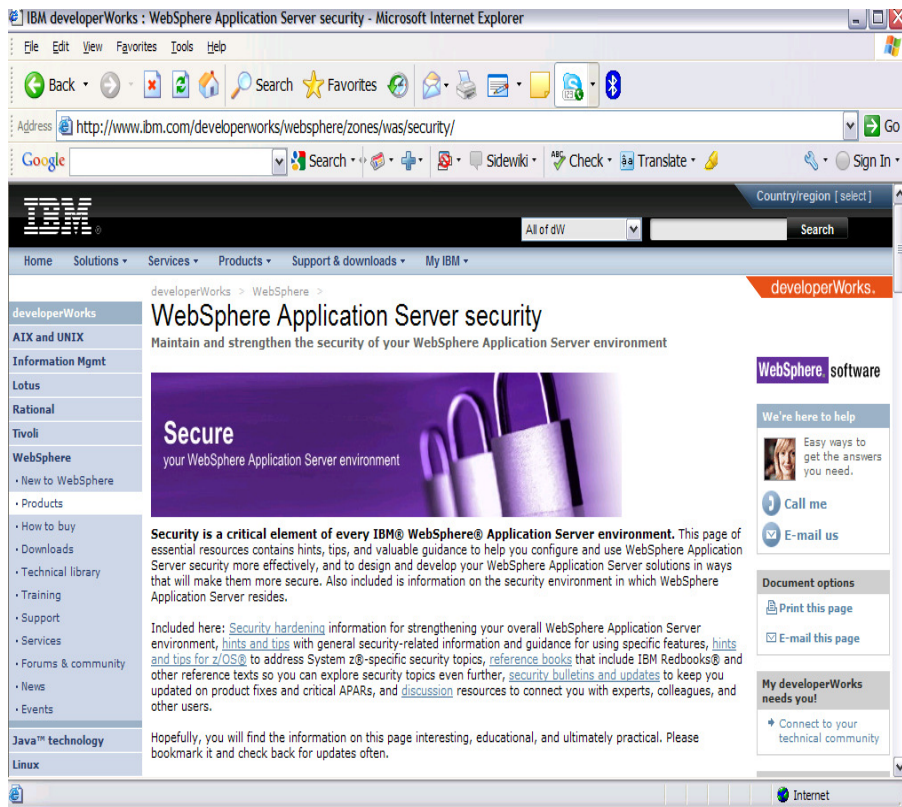 IBM developerWorks : WebSphere Application Server security - Microsoft Internet Explorer
File Edit View Favorites Tools Help
Back Search Favorites
Address http://www.ibm.com/developerworks/websphere/zones/was/security/ Go
Google Search Sidewiki Check Translate Sign In
Country/region [ select ]
IBM ®
All of dW Search
Home Solutions Services Products Support & downloads My IBM
developerWorks > WebSphere >
developerWorks.
WebSphere Application Server security
Maintain and strengthen the security of your WebSphere Application Server environment
developerWorks
AIX and UNIX
Information Mgmt
Lotus
Rational
Tivoli
WebSphere
· New to WebSphere
· Products
· How to buy
· Downloads
· Technical library
· Training
· Support
· Services
· Forums & community
· News
· Events
Java™ technology
Linux
Secure
your WebSphere Application Server environment
Security is a critical element of every IBM® WebSphere® Application Server environment. This page of
essential resources contains hints, tips, and valuable guidance to help you configure and use WebSphere Application
Server security more effectively, and to design and develop your WebSphere Application Server solutions in ways
that will make them more secure. Also included is information on the security environment in which WebSphere
Application Server resides.
Included here: Security hardening information for strengthening your overall WebSphere Application Server
environment, hints and tips with general security-related information and guidance for using specific features, hints
and tips for z/OS® to address System z®-specific security topics, reference books that include IBM Redbooks® and
other reference texts so you can explore security topics even further, security bulletins and updates to keep you
updated on product fixes and critical APARs, and discussion resources to connect you with experts, colleagues, and
other users.
Hopefully, you will find the information on this page interesting, educational, and ultimately practical. Please
bookmark it and check back for updates often.
WebSphere. software
We're here to help
Easy ways to
get the answers
you need.
Call me
E-mail us
Document options
Print this page
E-mail this page
My developerWorks
needs you!
Connect to your
technical community
Internet